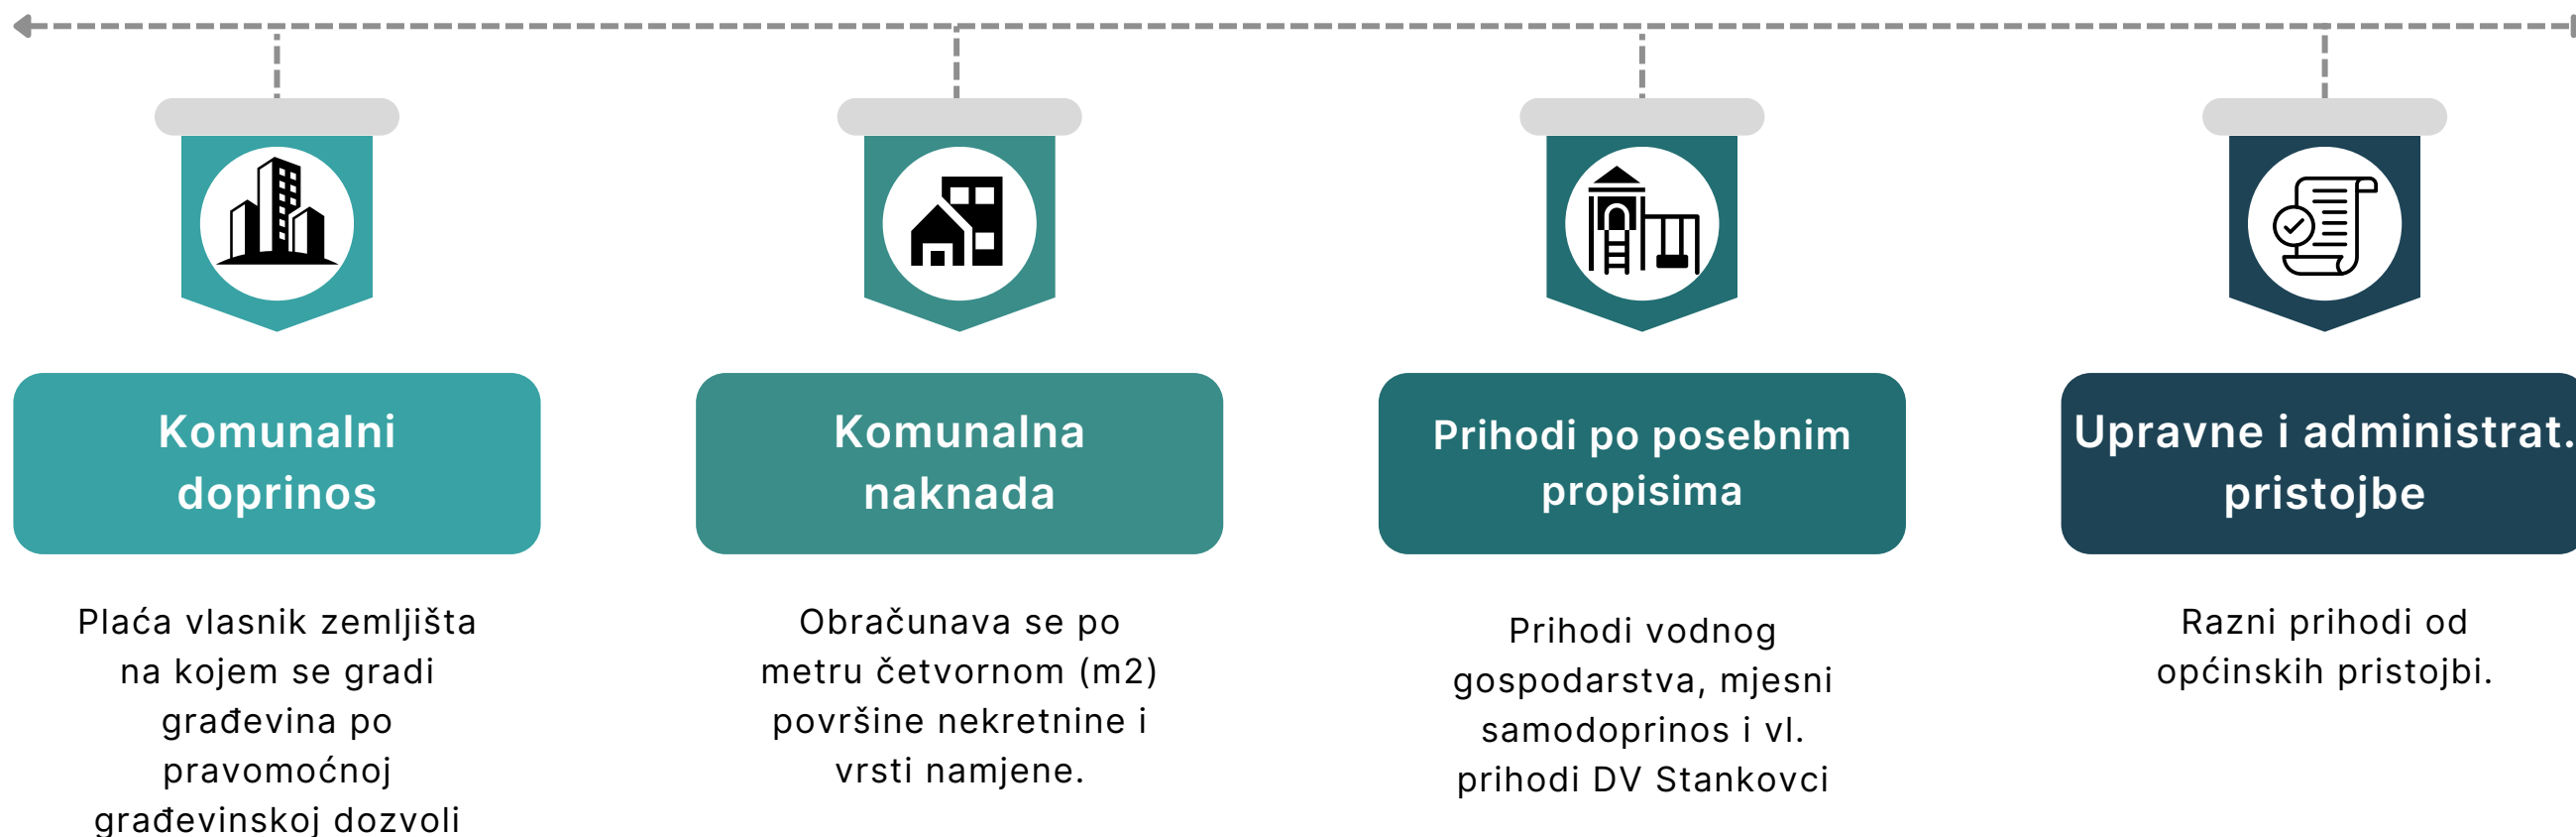 Komunalni
doprinos
Plaća vlasnik zemljišta
na kojem se gradi
građevina po
pravomoćnoj
građevinskoj dozvoli
Komunalna
naknada
Obračunava se po
metru četvornom (m2)
površine nekretnine i
vrsti namjene.
Prihodi po posebnim
propisima
Prihodi vodnog
gospodarstva, mjesni
samodoprinos i vl.
prihodi DV Stankovci
Upravne i administrat.
pristojbe
Razni prihodi od
općinskih pristojbi.